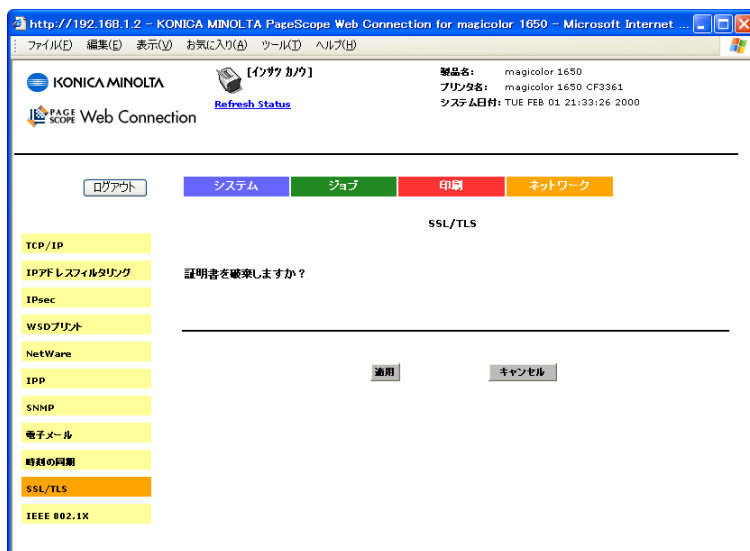 http://192.168.1.2 - KONICA MINOLTA PageScope Web Connection for magicolor 1650 - Microsoft Internet ...
ファイル(F) 編集(E) 表示(V) お気に入り(A) ツール(T) ヘルプ(H)
KONICA MINOLTA
PAGE SCOPE Web Connection
[インサツ カノウ]
Refresh Status
製品名: magicolor 1650
プリンタ名: magicolor 1650 CF3361
システム日付: TUE FEB 01 21:33:26 2000
ログアウト
システム ジョブ 印刷 ネットワーク
SSL/TLS
TCP/IP
IPアドレスフィルタリング
IPsec
WSDプリント
NetWare
IPP
SNMP
電子メール
時刻の同期
SSL/TLS
IEEE 802.1X
証明書を破棄しますか?
適用 キャンセル